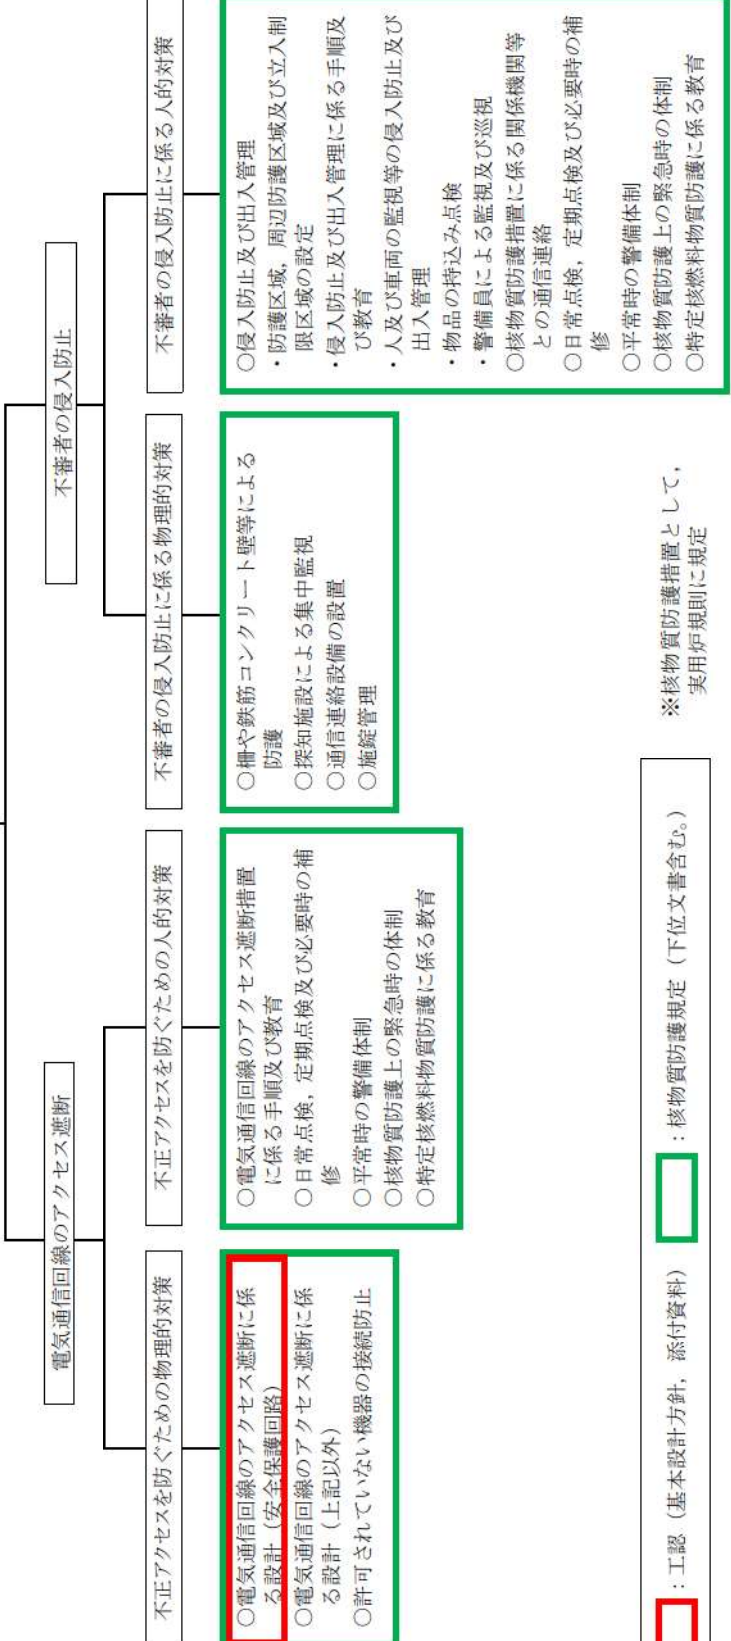 電気通信回線のアクセス遮断
不正アクセスを防ぐための物理的対策
○電気通信回線のアクセス遮断に係
る設計（安全保護回路）
○電気通信回線のアクセス遮断に係
る設計（上記以外）
○許可されていない機器の接続防止
不正アクセスを防ぐための人的対策
○電気通信回線のアクセス遮断措置
に係る手順及び教育
○日常点検，定期点検及び必要時の補
修
○平常時の警備体制
○核物質防護上の緊急時の体制
○特定核燃料物質防護に係る教育
不審者の侵入防止
不審者の侵入防止に係る物理的対策
○柵や鉄筋コンクリート壁等による
防護
○探知施設による集中監視
○通信連絡設備の設置
○施錠管理
不審者の侵入防止に係る人的対策
○侵入防止及び出入管理
・防護区域，周辺防護区域及び立入制
限区域の設定
・侵入防止及び出入管理に係る手順及
び教育
・人及び車両の監視等の侵入防止及び
出入管理
・物品の持込み点検
・警備員による監視及び巡視
○核物質防護措置に係る関係機関等
との通信連絡
○日常点検，定期点検及び必要時の補
修
○平常時の警備体制
○核物質防護上の緊急時の体制
○特定核燃料物質防護に係る教育
：工認（基本設計方針，添付資料）
：核物質防護規定（下位文書含む。）
※核物質防護措置として，
実用炉規則に規定